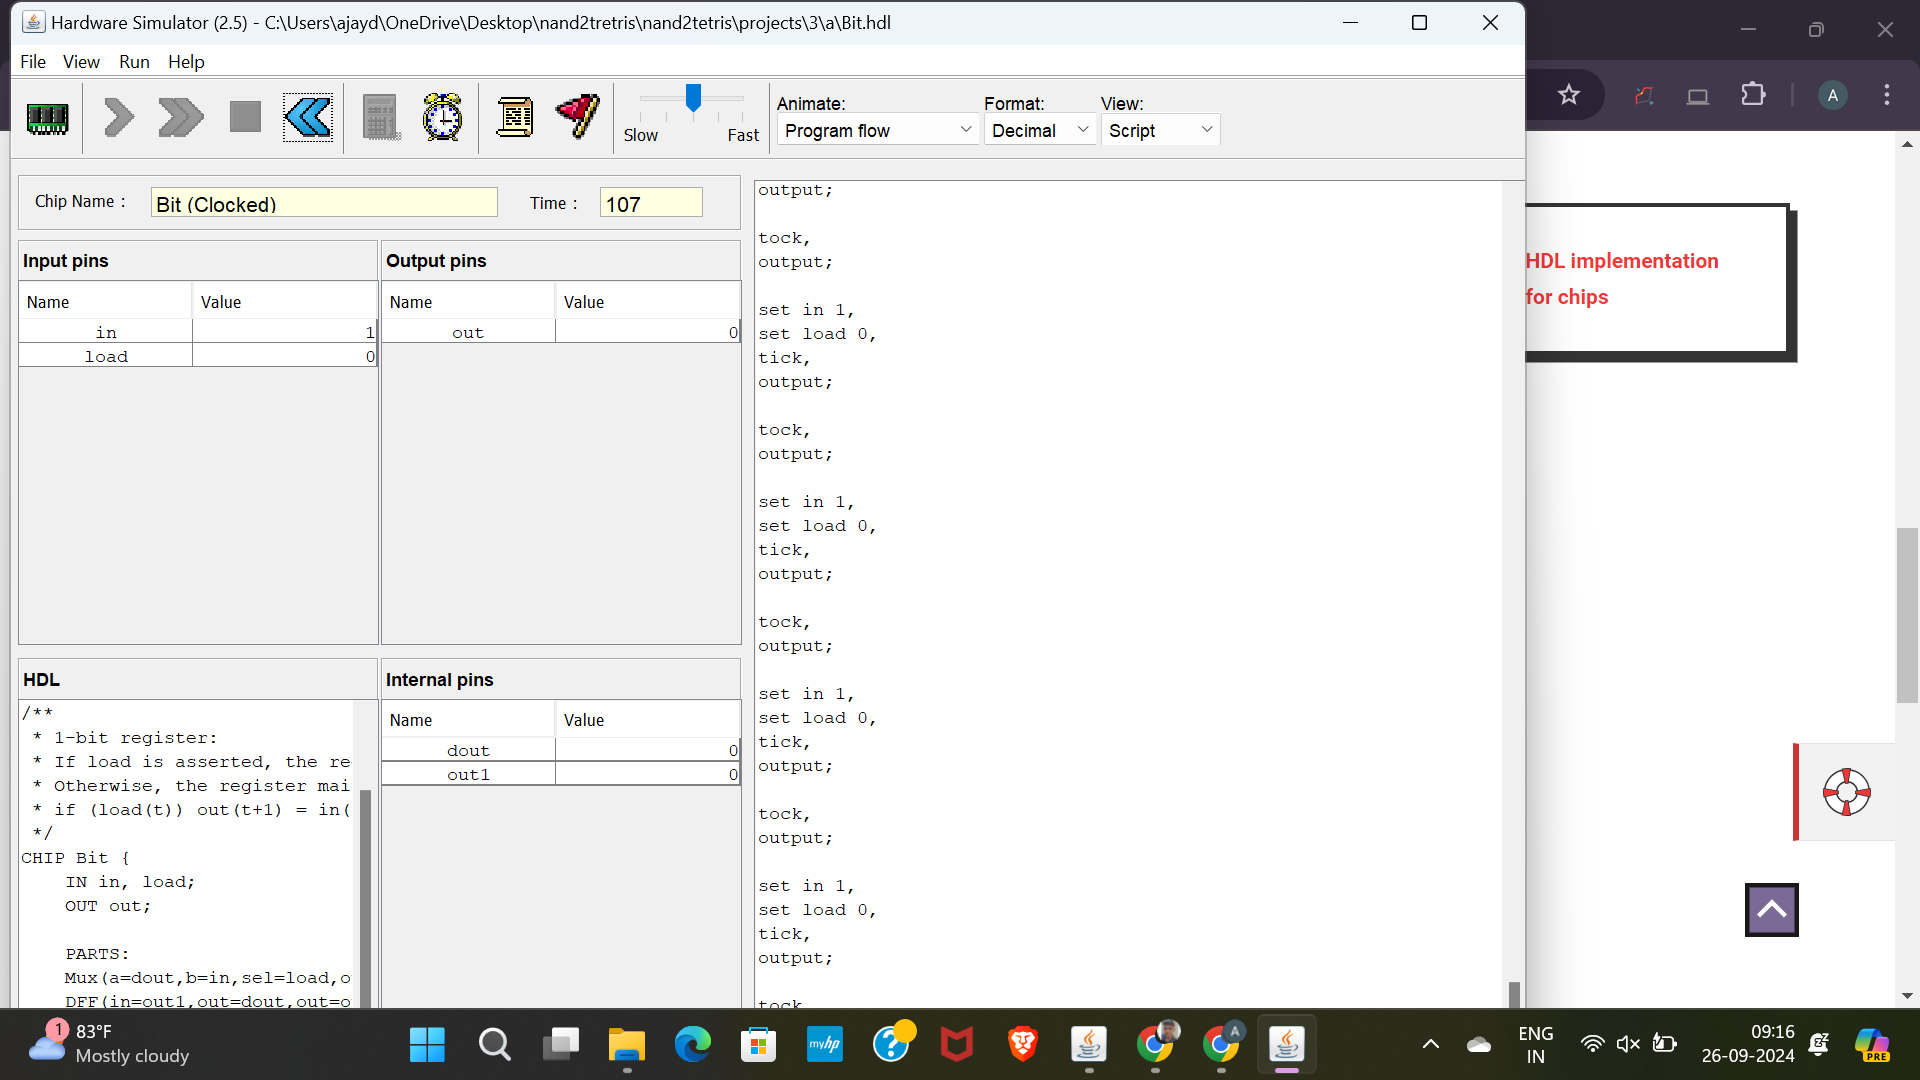 Hardware Simulator (2.5) - C:\Users\ajayd\OneDrive\Desktop\nand2tretris\nand2tetris\projects\3\a\Bit.hdl
File View Run Help
Slow Fast
Animate:
Program flow
Format:
Decimal
View:
Script
Chip Name :
Bit (Clocked)
Time :
107
Input pins
Name Value
in 1
load 0
Output pins
Name Value
out 0
HDL
/**
* 1-bit register:
* If load is asserted, the re
* Otherwise, the register mai
* if (load(t)) out(t+1) = in(
*/
CHIP Bit {
IN in, load;
OUT out;
PARTS:
Mux(a=dout,b=in,sel=load,o
DFF(in=out1,out=dout,out=o
Internal pins
Name Value
dout 0
out1 0
output;
tock,
output;
set in 1,
set load 0,
tick,
output;
tock,
output;
set in 1,
set load 0,
tick,
output;
tock,
output;
set in 1,
set load 0,
tick,
output;
tock,
output;
set in 1,
set load 0,
tick,
output;
tock
A
HDL implementation
for chips
1
83°F
Mostly cloudy
myhp
?
A
ENG
IN
09:16
26-09-2024
PRE